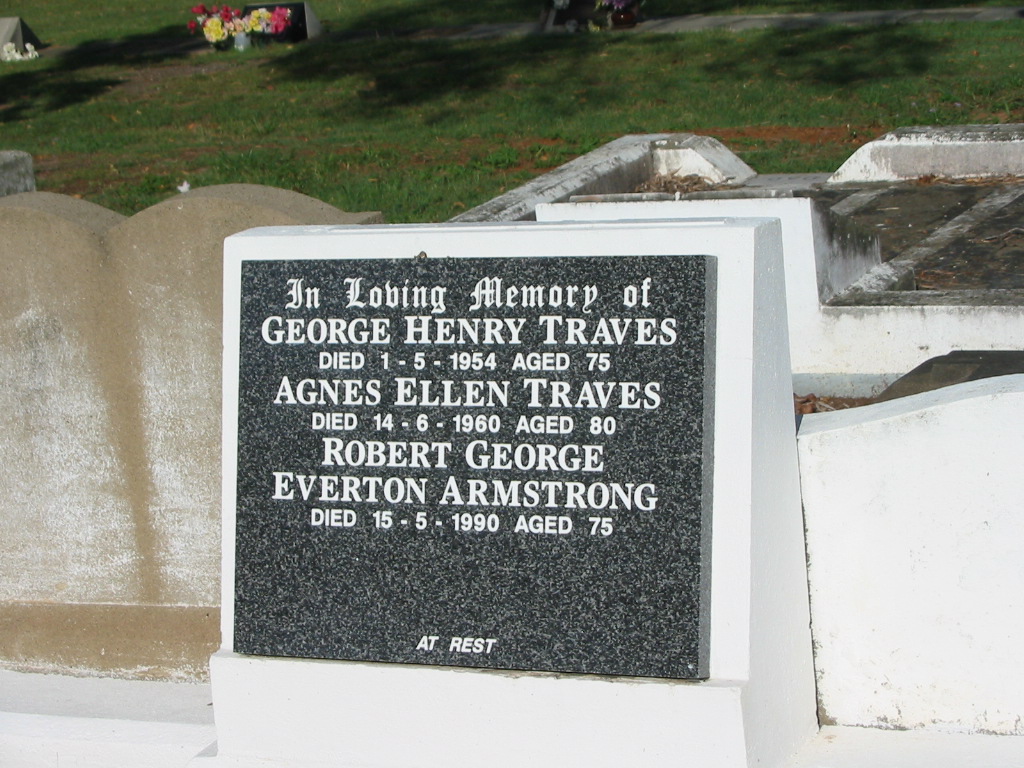 In Loving Memory of
GEORGE HENRY TRAVES
DIED 1 - 5 - 1954 AGED 75
AGNES ELLEN TRAVES
DIED 14 - 6 - 1960 AGED 80
ROBERT GEORGE
EVERTON ARMSTRONG
DIED 15 - 5 - 1990 AGED 75
AT REST